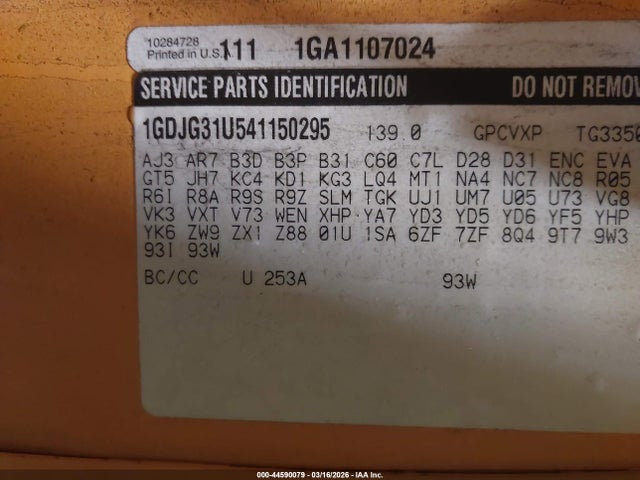 10284728
Printed in U.S.A. 111 1GA1107024
SERVICE PARTS IDENTIFICATION DO NOT REMOV
1GDJG31U541150295 139 0 GPCVXP TG3350
AJ3 AR7 B3D B3P B31 C60 C7L D28 D31 ENC EVA
GT5 JH7 KC4 KD1 KG3 LQ4 MT1 NA4 NC7 NC8 R05
R6I R8A R9S R9Z SLM TGK UJ1 UM7 U05 U73 VG8
VK3 VXT V73 WEN XHP YA7 YD3 YD5 YD6 YF5 YHP
YK6 ZW9 ZX1 Z88 01U 1SA 6ZF 7ZF 8Q4 9T7 9W3
93I 93W
BC/CC U 253A 93W
000-44590079 - 03/16/2026 - IAA Inc.